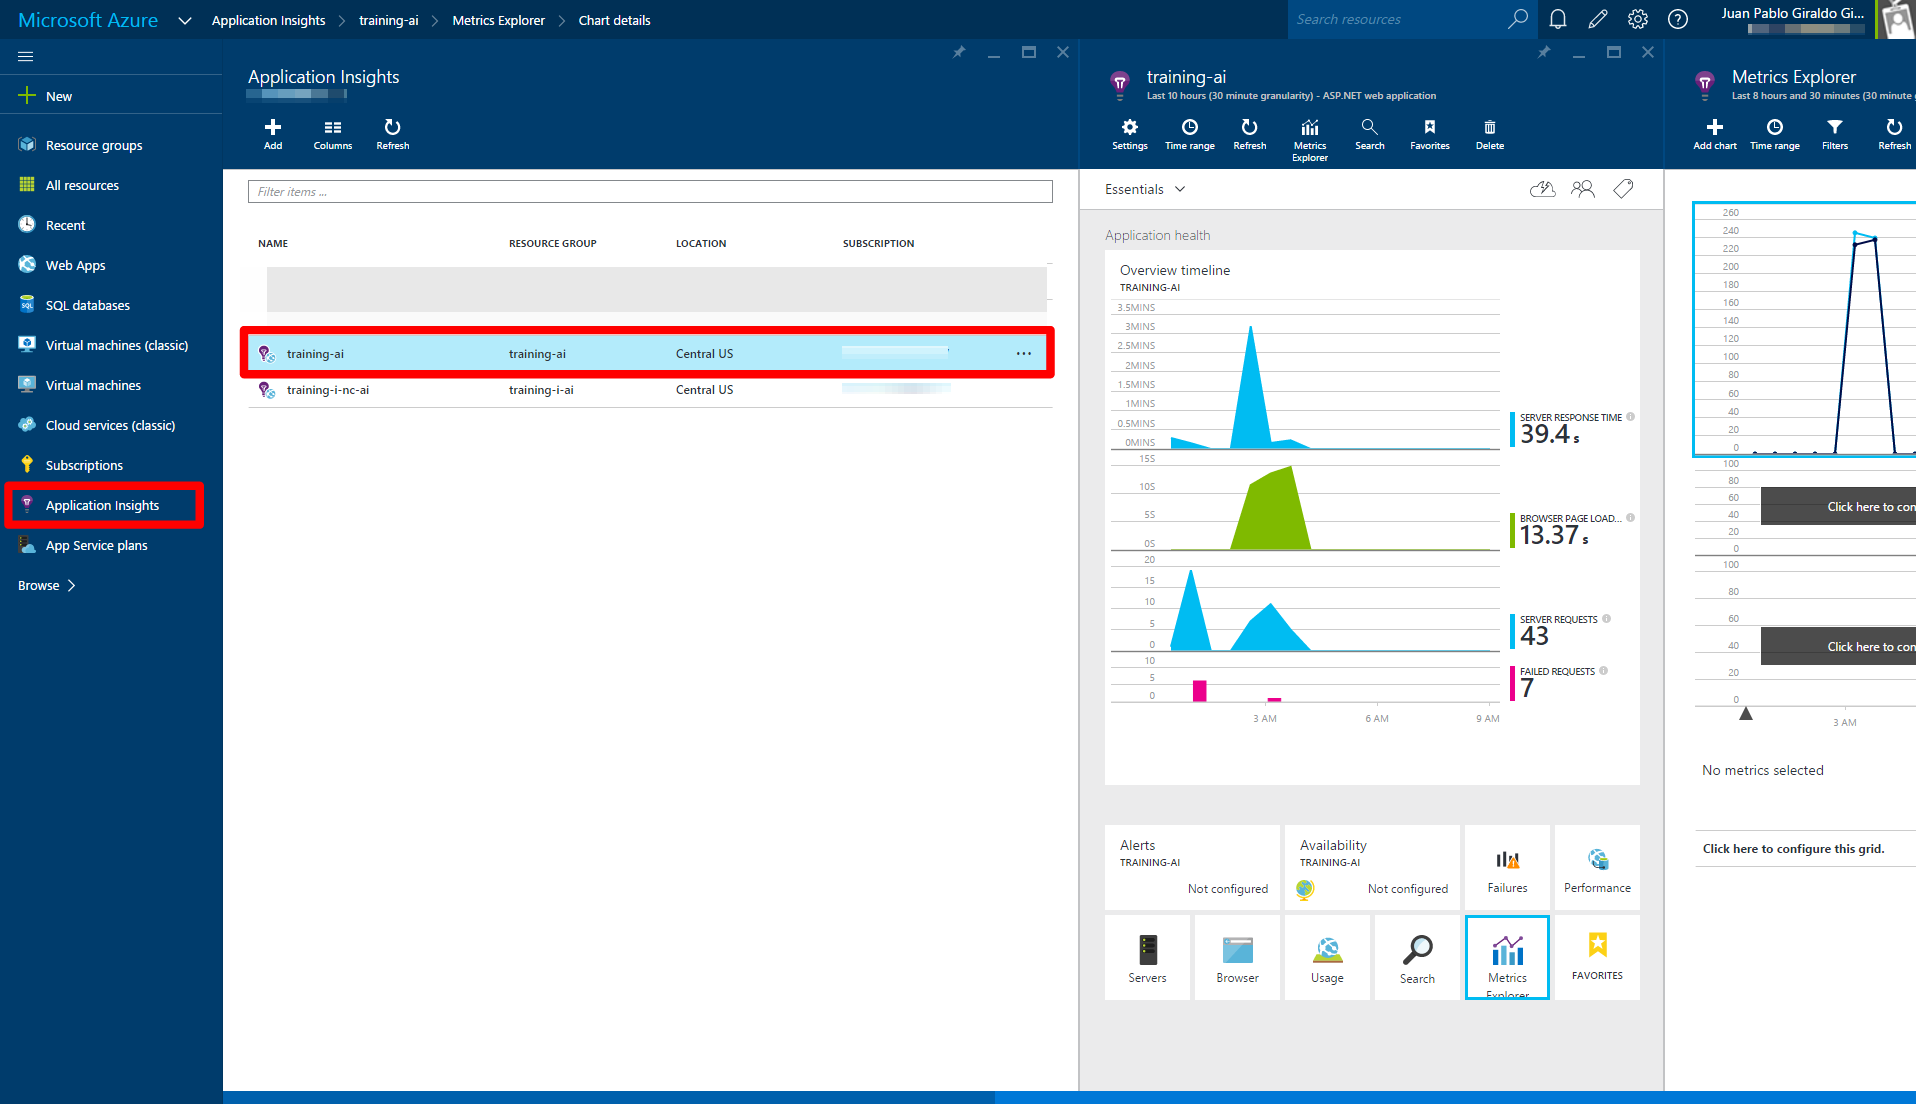 Microsoft Azure
Application Insights
training-ai
Metrics Explorer
Chart details
Search resources
Juan Pablo Giraldo Gi...
New
Resource groups
All resources
Recent
Web Apps
SQL databases
Virtual machines (classic)
Virtual machines
Cloud services (classic)
Subscriptions
Application Insights
App Service plans
Browse
Application Insights
Add
Columns
Refresh
Filter items ...
NAME RESOURCE GROUP LOCATION SUBSCRIPTION
training-ai training-ai Central US ...
training-i-nc-ai training-i-ai Central US
training-ai
Last 10 hours (30 minute granularity) - ASP.NET web application
Settings
Time range
Refresh
Metrics
Explorer
Search
Favorites
Delete
Essentials
Application health
Overview timeline
TRAINING-AI
3.5MINS
3MINS
2.5MINS
2MINS
1.5MINS
1MINS
0.5MINS
0MINS
SERVER RESPONSE TIME
39.4 s
15S
10S
5S
0S
BROWSER PAGE LOAD...
13.37 s
20
15
10
5
0
SERVER REQUESTS
43
10
5
0
FAILED REQUESTS
7
3 AM 6 AM 9 AM
Alerts
TRAINING-AI
Not configured
Availability
TRAINING-AI
Not configured
Failures
Performance
Servers
Browser
Usage
Search
Metrics
Explorer
FAVORITES
Metrics Explorer
Last 8 hours and 30 minutes (30 minute
Add chart
Time range
Filters
Refresh
260
240
220
200
180
160
140
120
100
80
60
40
20
0
100
80
60
40
20
0
Click here to con
100
80
60
40
20
0
Click here to con
3 AM
No metrics selected
Click here to configure this grid.